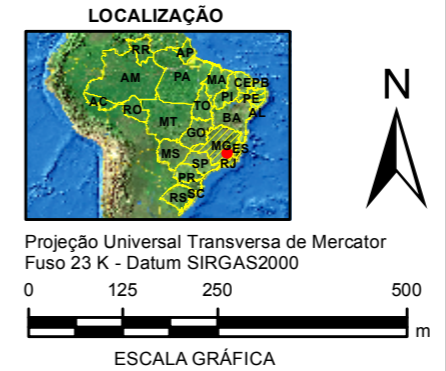 LOCALIZAÇÃO
RR AP
AM PA MA CE PB
AC RO TO PI PE
MT BA AL
GO
MS MG ES
SP RJ
PR
RS SC
N
Projeção Universal Transversa de Mercator
Fuso 23 K - Datum SIRGAS2000
0 125 250 500
m
ESCALA GRÁFICA